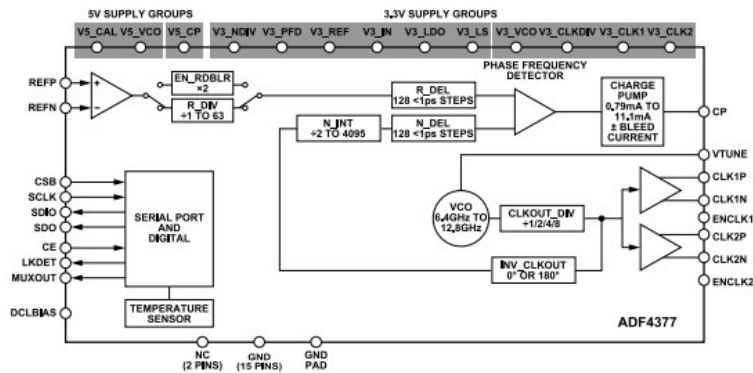 5V SUPPLY GROUPS
3.3V SUPPLY GROUPS
V5_CAL V5_VCO V5_CP V3_NDIV V3_PFD V3_REF V3_IN V3_LDO V3_LS V3_VCO V3_CLKDIV V3_CLK1 V3_CLK2
PHASE FREQUENCY
DETECTOR
REFP
REFN
+
−
EN_RDBLR
×2
R_DIV
÷1 TO 63
R_DEL
128 <1ps STEPS
N_INT
÷2 TO 4095
N_DEL
128 <1ps STEPS
CHARGE
PUMP
0.79mA TO
11.1mA
± BLEED
CURRENT
CP
VTUNE
CSB
SCLK
SDIO
SDO
CE
LKDET
MUXOUT
SERIAL PORT
AND
DIGITAL
VCO
6.4GHz TO
12.8GHz
CLKOUT_DIV
÷1/2/4/8
CLK1P
CLK1N
ENCLK1
CLK2P
CLK2N
ENCLK2
INV_CLKOUT
0° OR 180°
DCLBIAS
TEMPERATURE
SENSOR
ADF4377
NC
(2 PINS)
GND
(15 PINS)
GND
PAD